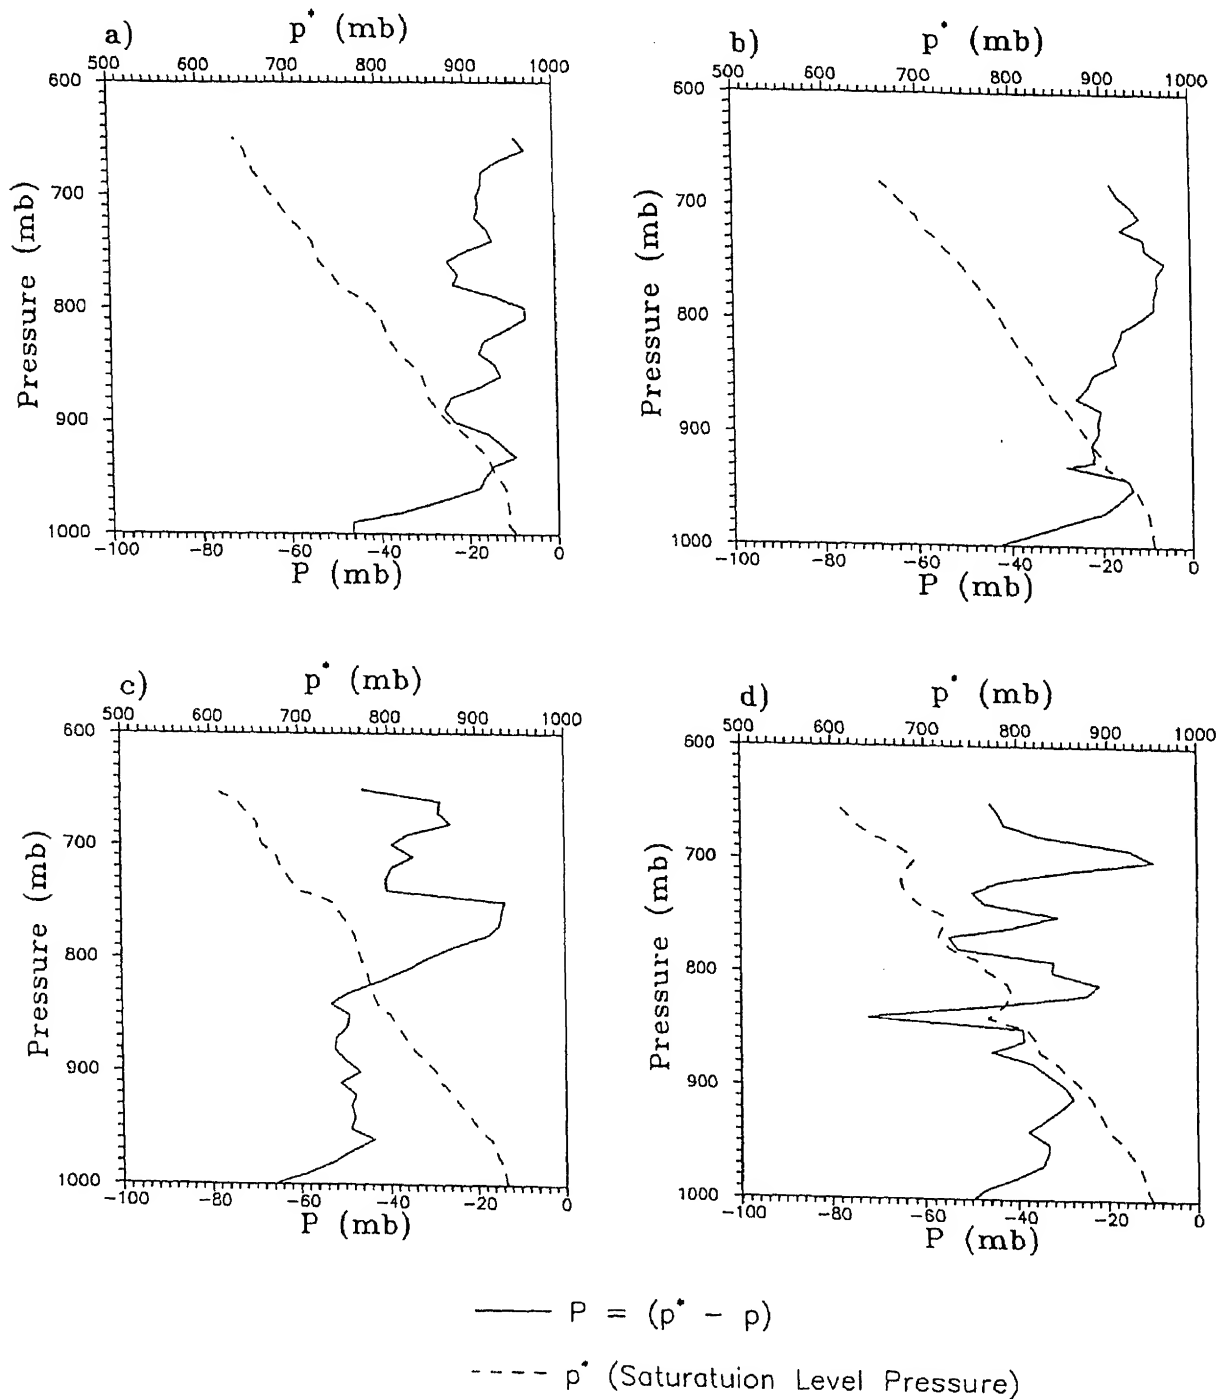 a)
p* (mb)
500 600 700 800 900 1000
600
700
800
900
1000
Pressure (mb)
-100 -80 -60 -40 -20 0
P (mb)
b)
p* (mb)
500 600 700 800 900 1000
600
700
800
900
1000
Pressure (mb)
-100 -80 -60 -40 -20 0
P (mb)
c)
p* (mb)
500 600 700 800 900 1000
600
700
800
900
1000
Pressure (mb)
-100 -80 -60 -40 -20 0
P (mb)
d)
p* (mb)
500 600 700 800 900 1000
600
700
800
900
1000
Pressure (mb)
-100 -80 -60 -40 -20 0
P (mb)
P = (p* - p)
p* (Saturatuion Level Pressure)